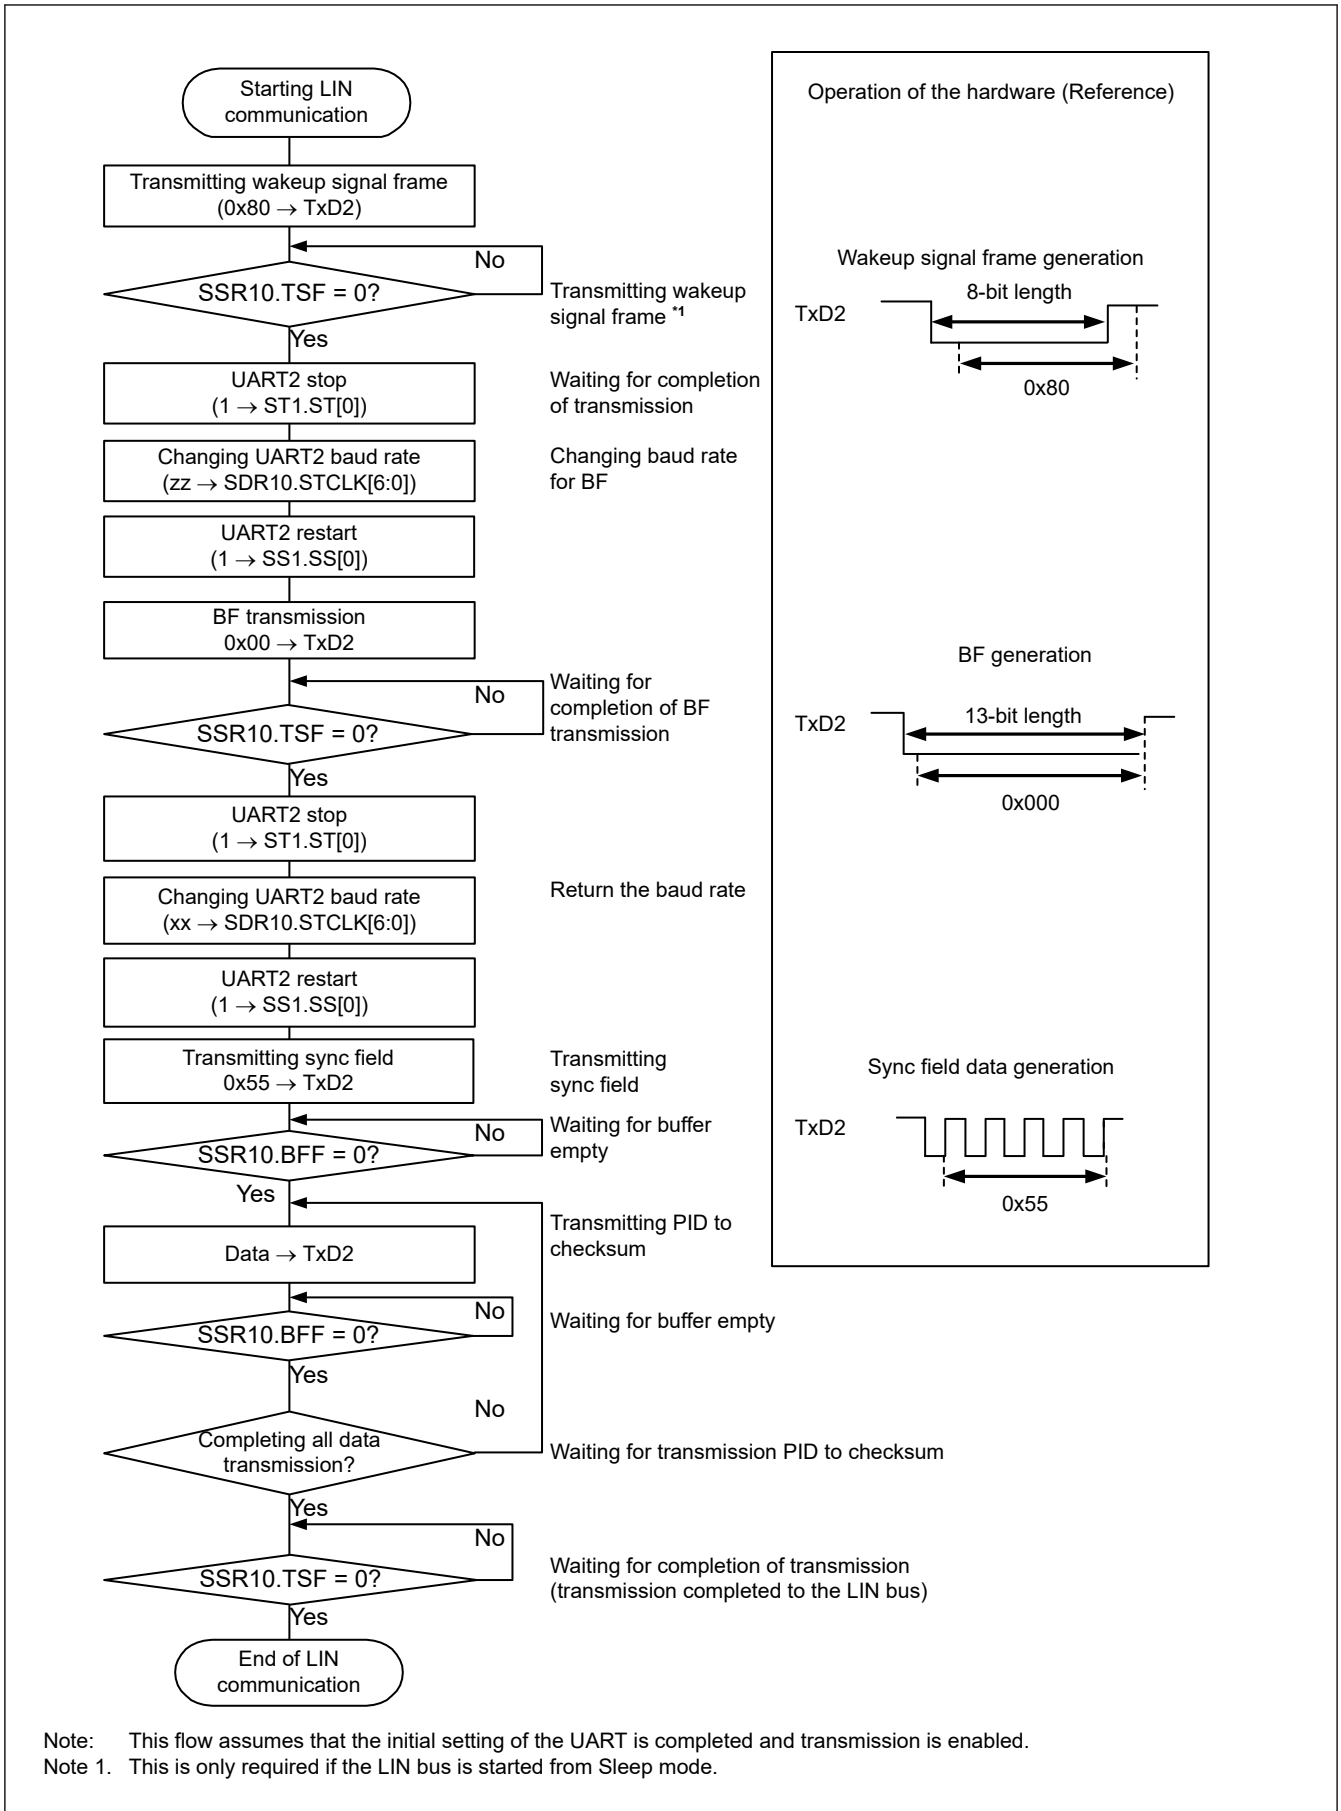 Starting LIN
communication
Transmitting wakeup signal frame
(0x80 → TxD2)
No
SSR10.TSF = 0?
Transmitting wakeup
signal frame *1
Yes
UART2 stop
(1 → ST1.ST[0])
Waiting for completion
of transmission
Changing UART2 baud rate
(zz → SDR10.STCLK[6:0])
Changing baud rate
for BF
UART2 restart
(1 → SS1.SS[0])
BF transmission
0x00 → TxD2
No
SSR10.TSF = 0?
Waiting for
completion of BF
transmission
Yes
UART2 stop
(1 → ST1.ST[0])
Changing UART2 baud rate
(xx → SDR10.STCLK[6:0])
Return the baud rate
UART2 restart
(1 → SS1.SS[0])
Transmitting sync field
0x55 → TxD2
Transmitting
sync field
No
SSR10.BFF = 0?
Waiting for buffer
empty
Yes
Data → TxD2
Transmitting PID to
checksum
No
SSR10.BFF = 0?
Waiting for buffer empty
Yes
No
Completing all data
transmission?
Waiting for transmission PID to checksum
Yes
No
SSR10.TSF = 0?
Waiting for completion of transmission
(transmission completed to the LIN bus)
Yes
End of LIN
communication
Operation of the hardware (Reference)
Wakeup signal frame generation
8-bit length
TxD2
0x80
BF generation
13-bit length
TxD2
0x000
Sync field data generation
TxD2
0x55
Note: This flow assumes that the initial setting of the UART is completed and transmission is enabled.
Note 1. This is only required if the LIN bus is started from Sleep mode.